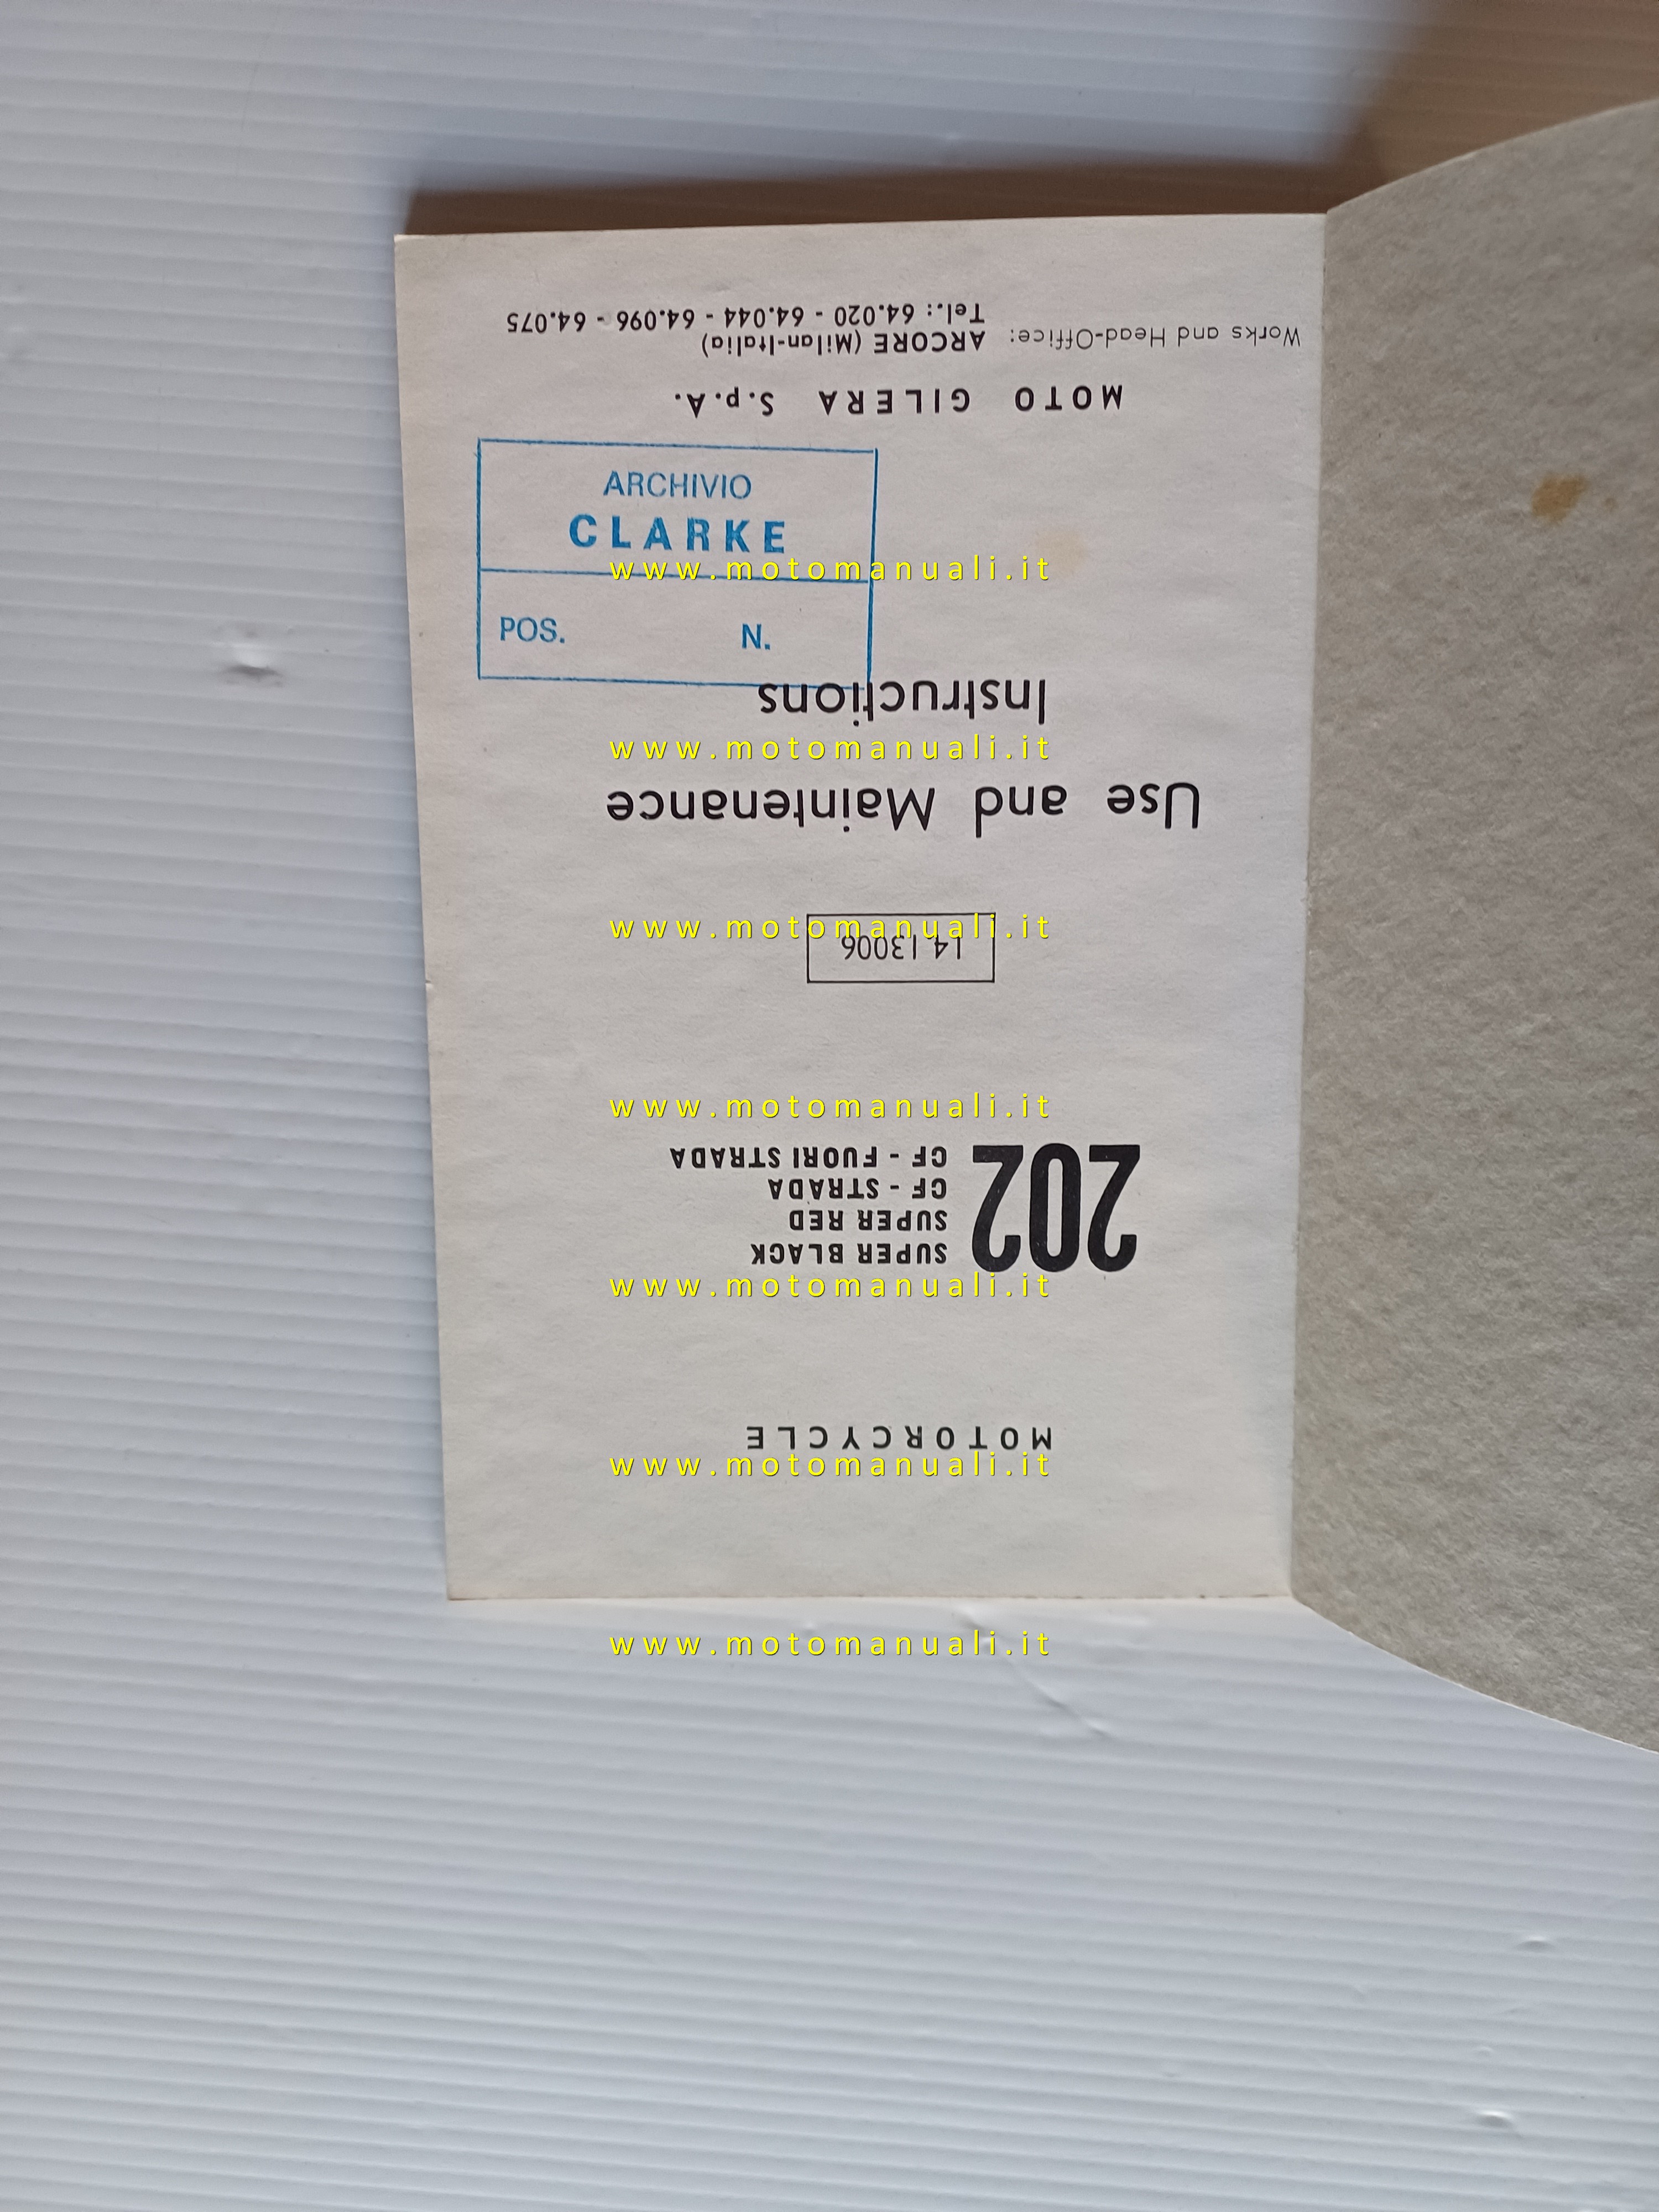 MOTORCYCLE
202
SUPER BLACK
SUPER RED
CF - STRADA
CF - FUORI STRADA
14 13006
Use and Maintenance
Instructions
ARCHIVIO
CLARKE
POS. N.
MOTO GILERA S.p.A.
Works and Head-Office:
ARCORE (Milan-Italia)
Tel.: 64.020 - 64.044 - 64.096 - 64.075
www.motomanuali.it
www.motomanuali.it
www.motomanuali.it
www.motomanuali.it
www.motomanuali.it
www.motomanuali.it
www.motomanuali.it